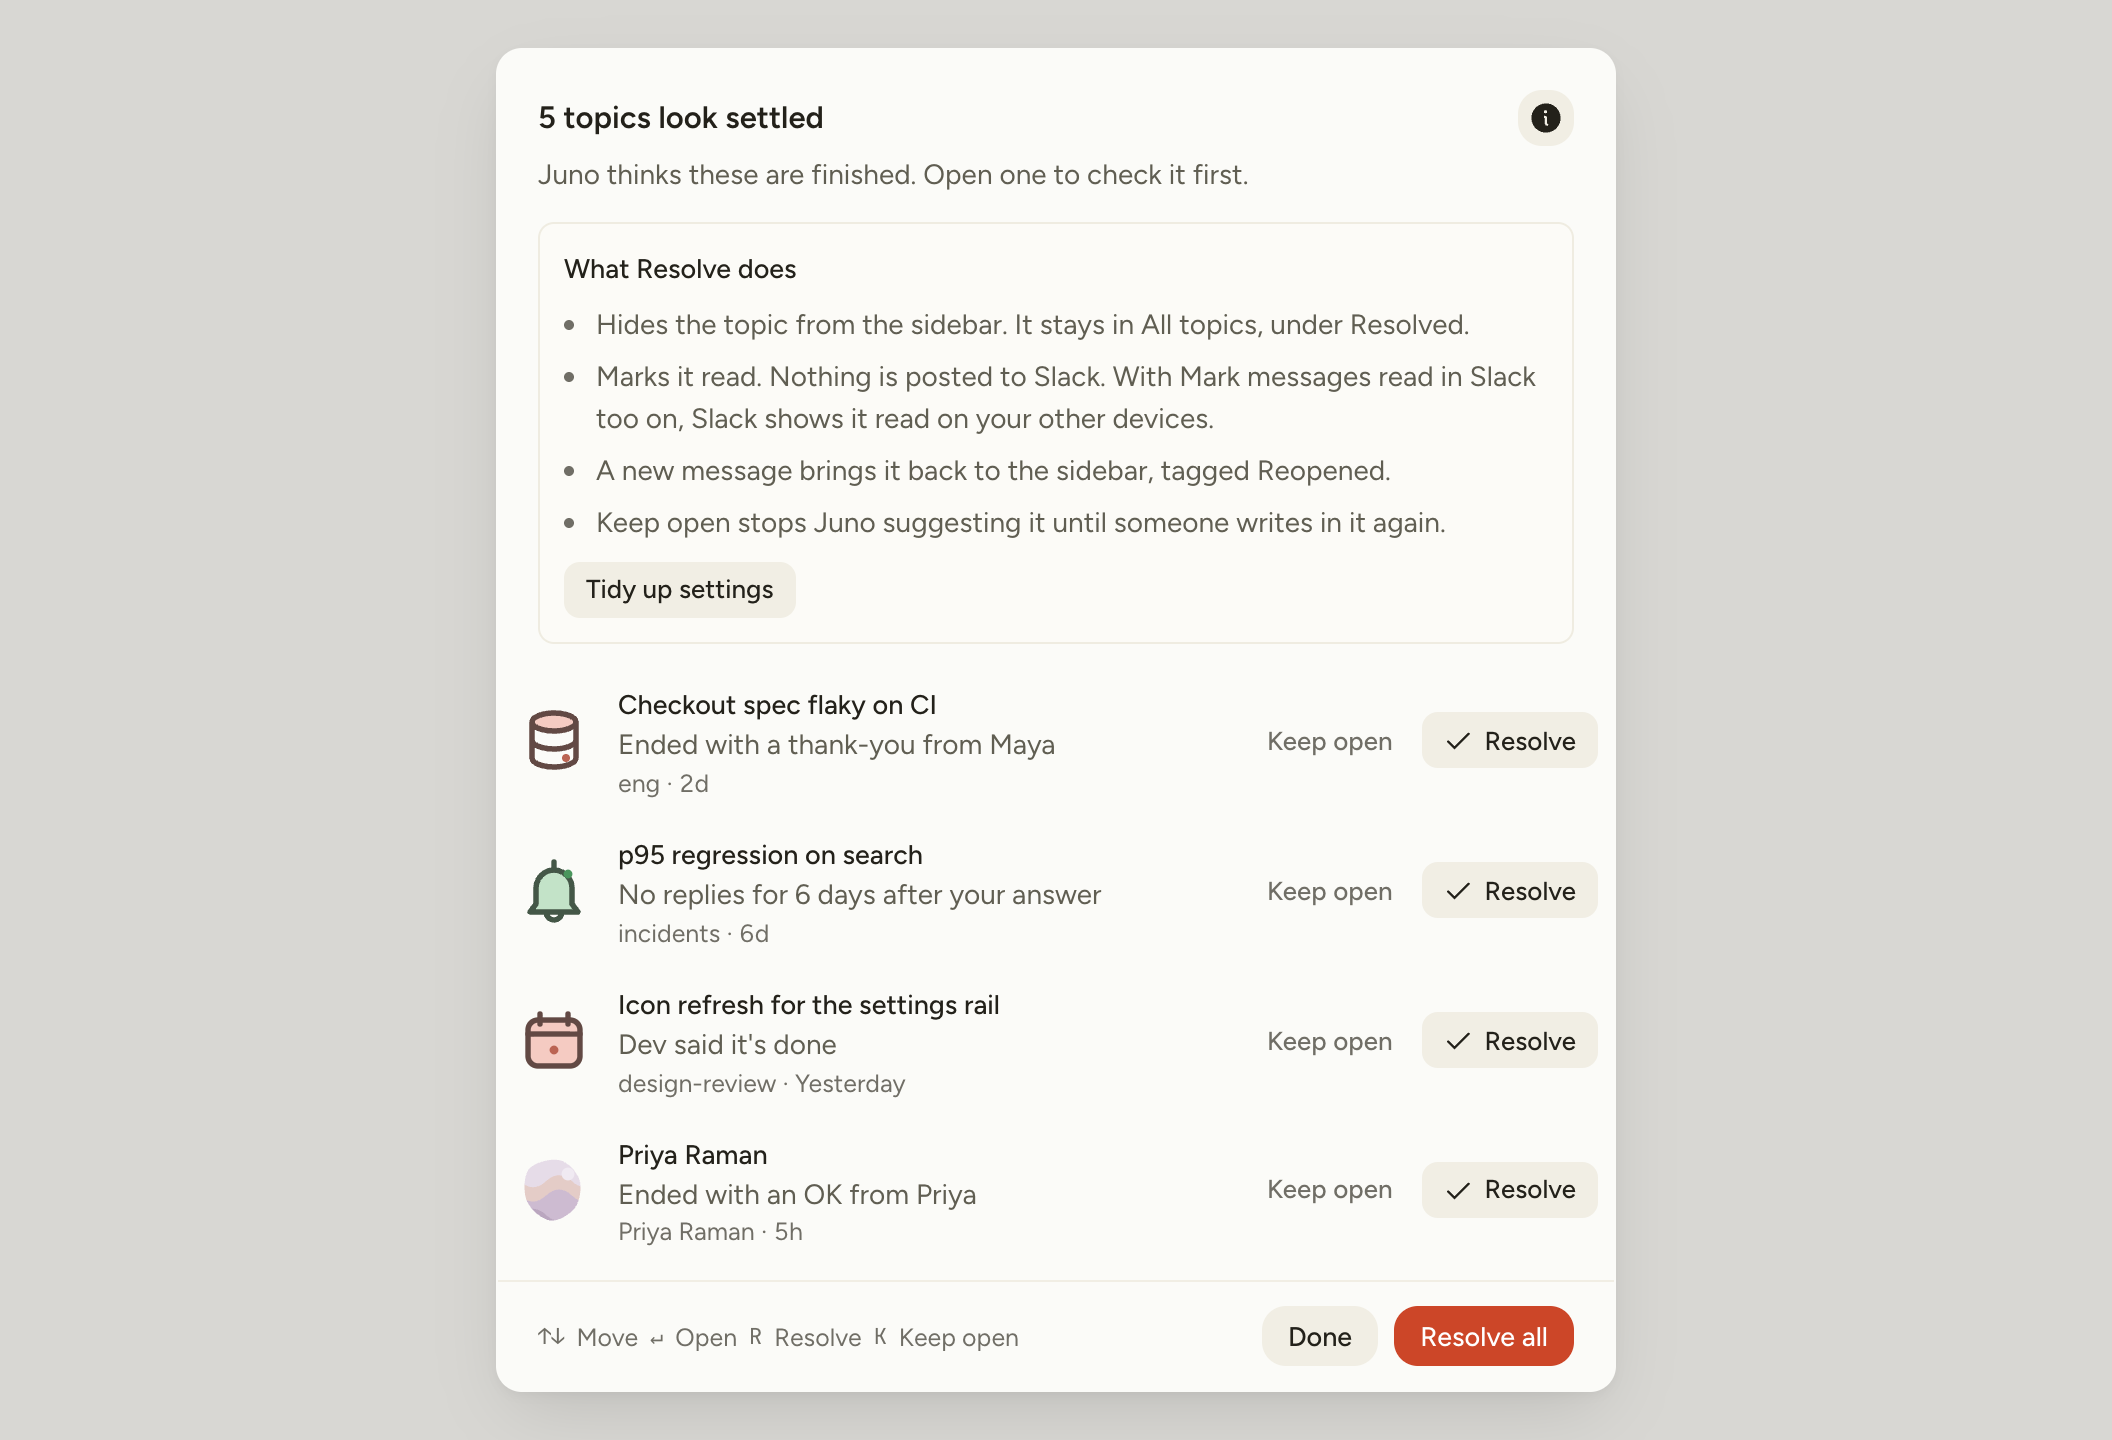 5 topics look settled
Juno thinks these are finished. Open one to check it first.
What Resolve does
Hides the topic from the sidebar. It stays in All topics, under Resolved.
Marks it read. Nothing is posted to Slack. With Mark messages read in Slack
too on, Slack shows it read on your other devices.
A new message brings it back to the sidebar, tagged Reopened.
Keep open stops Juno suggesting it until someone writes in it again.
Tidy up settings
Checkout spec flaky on CI
Ended with a thank-you from Maya
eng · 2d
Keep open
Resolve
p95 regression on search
No replies for 6 days after your answer
incidents · 6d
Keep open
Resolve
Icon refresh for the settings rail
Dev said it's done
design-review · Yesterday
Keep open
Resolve
Priya Raman
Ended with an OK from Priya
Priya Raman · 5h
Keep open
Resolve
↑↓ Move ↵ Open R Resolve K Keep open
Done
Resolve all